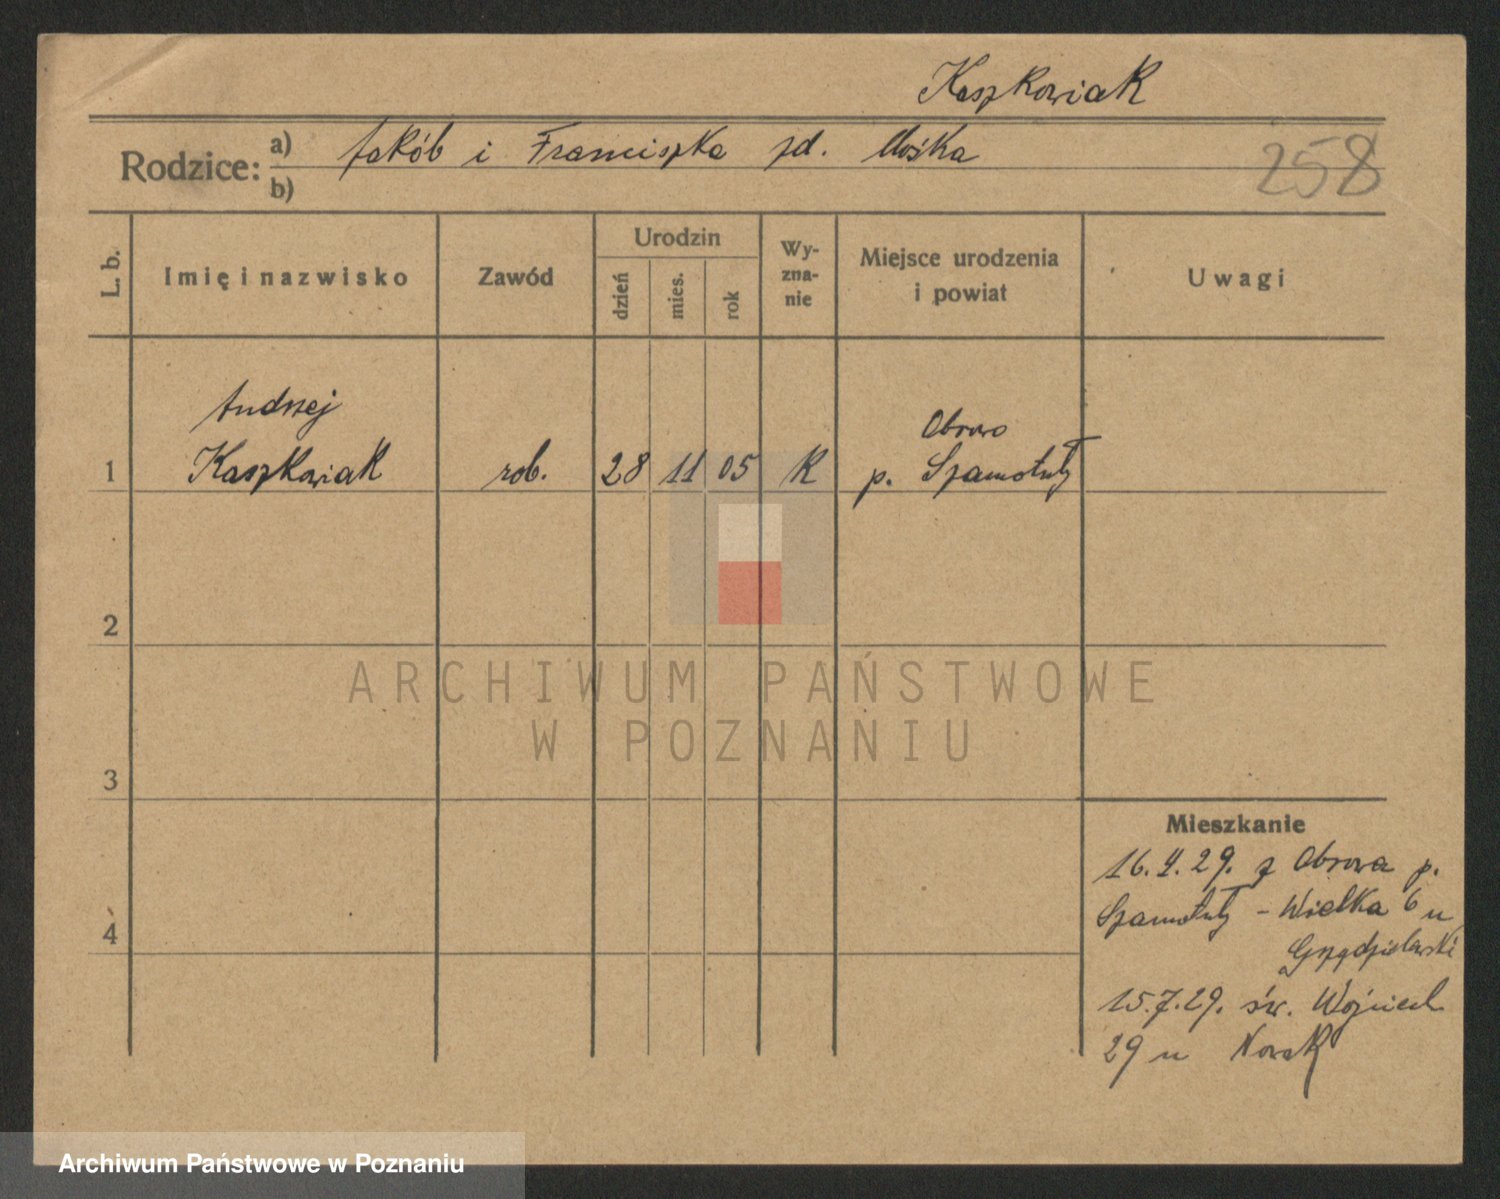 Kaszkowiak
Rodzice: a) Jakób i Franciszka zd. Mośka
b)
258
L. b.
Imię i nazwisko
Zawód
Urodzin
dzień
mies.
rok
Wy-
zna-
nie
Miejsce urodzenia
i powiat
Uwagi
Andrzej
Obrowo
1 Kaszkowiak rob. 28 11 05 K p. Szamotuły
2
3
4
Mieszkanie
16.4.29. z Obrowa p.
Szamotuły - Wielka 6 u
Grządzielewski
15.7.29. św. Wojciech
29 u Nowak
ARCHIWUM PAŃSTWOWE
W POZNANIU
Archiwum Państwowe w Poznaniu